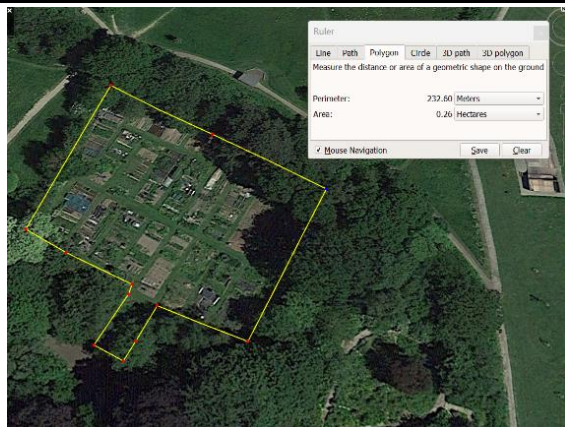 Ruler
Line Path Polygon Circle 3D path 3D polygon
Measure the distance or area of a geometric shape on the ground
Perimeter: 232.60 Meters
Area: 0.26 Hectares
Mouse Navigation Save Clear